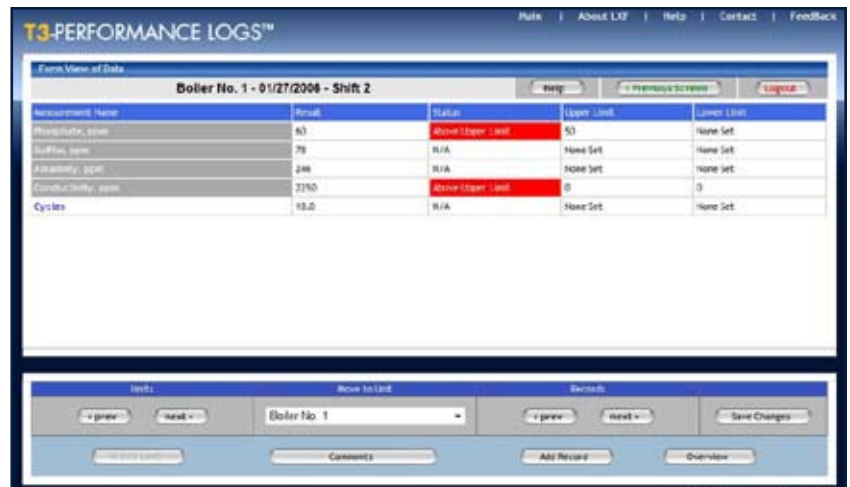 Main | About LXF | Help | Contact | FeedBack
T3-PERFORMANCE LOGS™
Form View of Data
Boiler No. 1 - 01/27/2006 - Shift 2
Help
< Previous Screen
Logout
Measurement Name Result Status Upper Limit Lower Limit
Phosphate, ppm 60 Above Upper Limit 50 None Set
Sulfite, ppm 78 N/A None Set None Set
Alkalinity, ppm 246 N/A None Set None Set
Conductivity, ppm 2250 Above Upper Limit 0 0
Cycles 10.0 N/A None Set None Set
Units Move to Unit Records
< prev next > Boiler No. 1 < prev next > Save Changes
Comments Add Record Overview